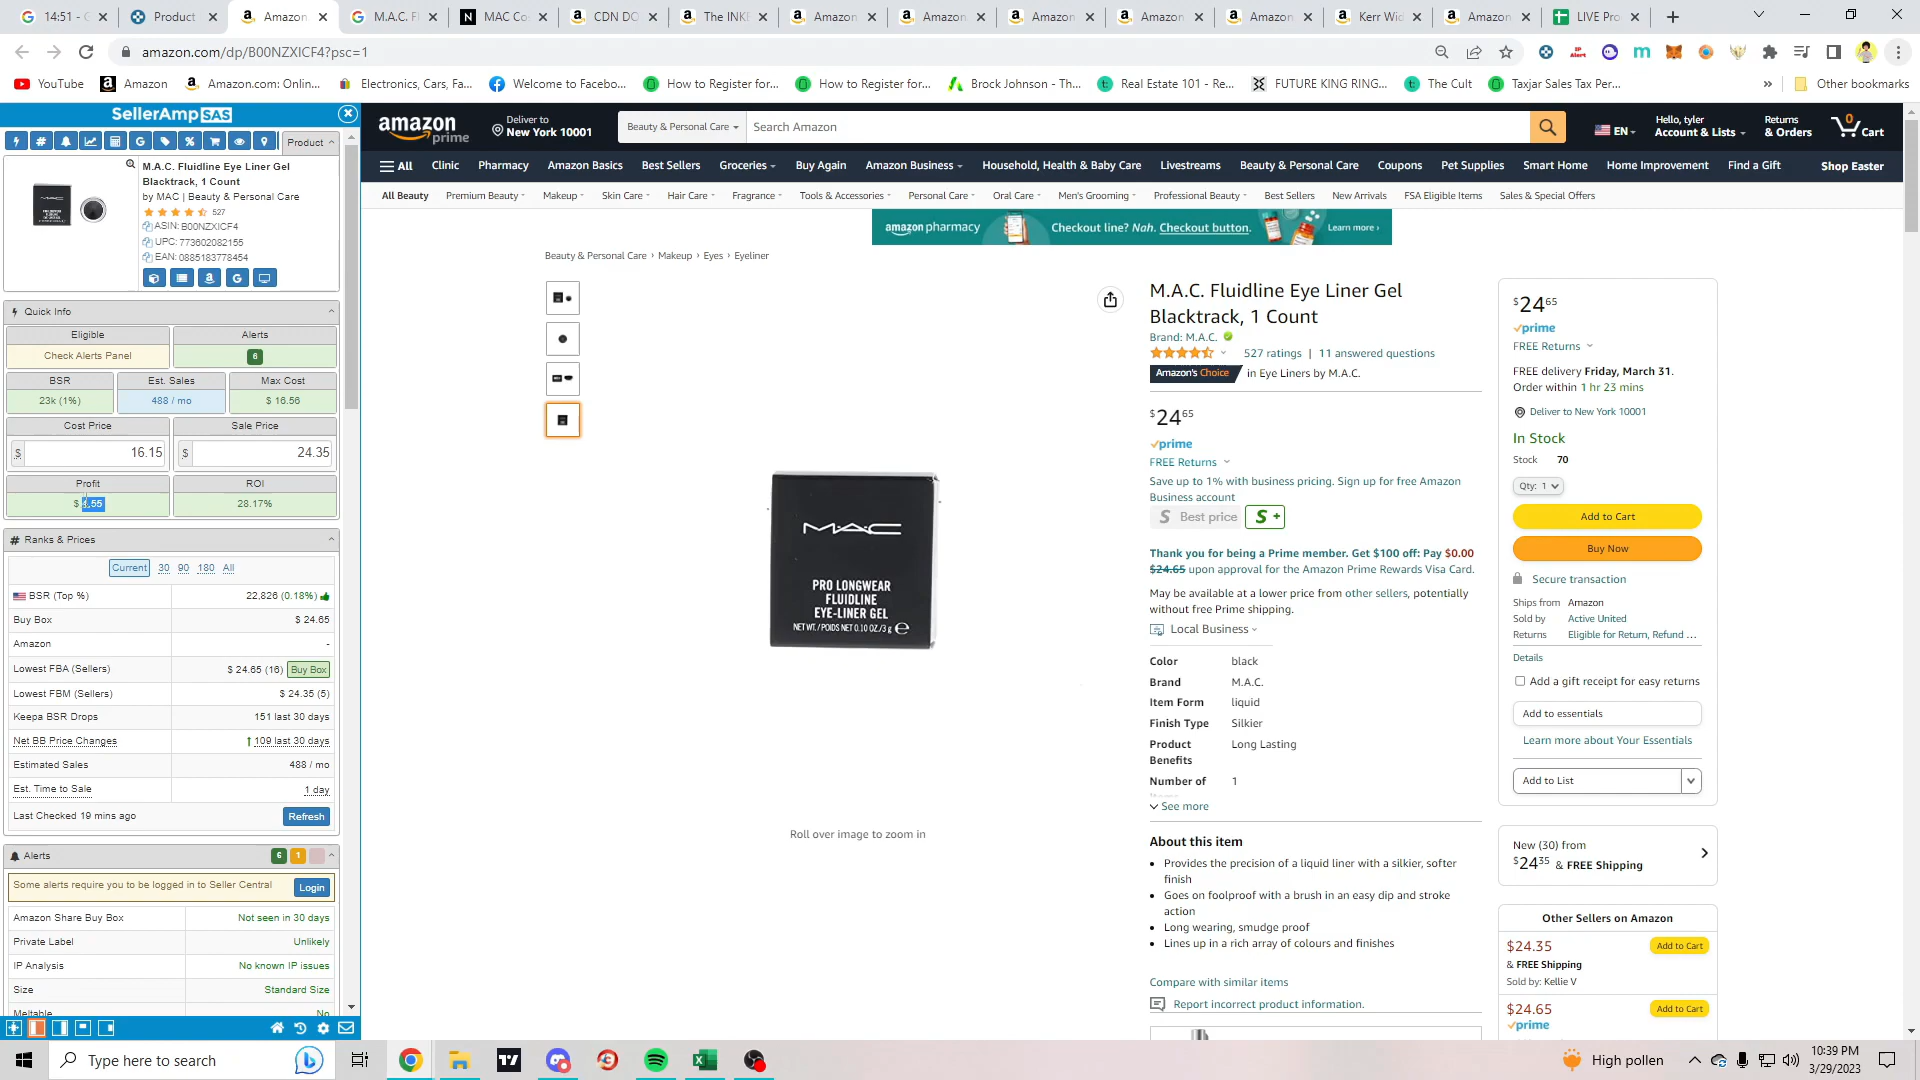 14:51 - G
Product
Amazon
M.A.C. F
MAC Co
CDN DO
The INKE
Amazon
Amazon
Amazon
Amazon
Amazon
Kerr Wid
Amazon
LIVE Pro
amazon.com/dp/B00NZXICF4?psc=1
YouTube
Amazon
Amazon.com: Onlin...
Electronics, Cars, Fa...
Welcome to Facebo...
How to Register for...
How to Register for...
Brock Johnson - Th...
Real Estate 101 - Re...
FUTURE KING RING...
The Cult
Taxjar Sales Tax Per...
»
Other bookmarks
SellerAmp SAS
Product
M.A.C. Fluidline Eye Liner Gel
Blacktrack, 1 Count
by MAC | Beauty & Personal Care
527
ASIN: B00NZXICF4
UPC: 773602082155
EAN: 0885183778454
Quick Info
Eligible
Alerts
Check Alerts Panel
6
BSR
Est. Sales
Max Cost
23k (1%)
488 / mo
$ 16.56
Cost Price
Sale Price
$ 16.15
$ 24.35
Profit
ROI
28.17%
# Ranks & Prices
Current 30 90 180 All
BSR (Top %) 22,826 (0.18%)
Buy Box $ 24.65
Amazon -
Lowest FBA (Sellers) $ 24.65 (16) Buy Box
Lowest FBM (Sellers) $ 24.35 (5)
Keepa BSR Drops 151 last 30 days
Net BB Price Changes 109 last 30 days
Estimated Sales 488 / mo
Est. Time to Sale 1 day
Last Checked 19 mins ago Refresh
Alerts 6 1
Some alerts require you to be logged in to Seller Central Login
Amazon Share Buy Box Not seen in 30 days
Private Label Unlikely
IP Analysis No known IP issues
Size Standard Size
Meltable No
amazon
prime
Deliver to
New York 10001
Beauty & Personal Care
Search Amazon
EN
Hello, tyler
Account & Lists
Returns
& Orders
0
Cart
All
Clinic
Pharmacy
Amazon Basics
Best Sellers
Groceries
Buy Again
Amazon Business
Household, Health & Baby Care
Livestreams
Beauty & Personal Care
Coupons
Pet Supplies
Smart Home
Home Improvement
Find a Gift
Shop Easter
All Beauty
Premium Beauty
Makeup
Skin Care
Hair Care
Fragrance
Tools & Accessories
Personal Care
Oral Care
Men's Grooming
Professional Beauty
Best Sellers
New Arrivals
FSA Eligible Items
Sales & Special Offers
amazon pharmacy
Checkout line? Nah. Checkout button.
Learn more ›
Beauty & Personal Care › Makeup › Eyes › Eyeliner
MAC
PRO LONGWEAR
FLUIDLINE
EYE-LINER GEL
NET WT./POIDS NET 0.10 OZ./3 g ℮
Roll over image to zoom in
M.A.C. Fluidline Eye Liner Gel
Blacktrack, 1 Count
Brand: M.A.C.
527 ratings | 11 answered questions
Amazon's Choice in Eye Liners by M.A.C.
$24 65
prime
FREE Returns
Save up to 1% with business pricing. Sign up for free Amazon
Business account
S Best price S +
Thank you for being a Prime member. Get $100 off: Pay $0.00
$24.65 upon approval for the Amazon Prime Rewards Visa Card.
May be available at a lower price from other sellers, potentially
without free Prime shipping.
Local Business
Color black
Brand M.A.C.
Item Form liquid
Finish Type Silkier
Product Long Lasting
Benefits
Number of 1
See more
About this item
• Provides the precision of a liquid liner with a silkier, softer
finish
• Goes on foolproof with a brush in an easy dip and stroke
action
• Long wearing, smudge proof
• Lines up in a rich array of colours and finishes
Compare with similar items
Report incorrect product information.
$24 65
prime
FREE Returns
FREE delivery Friday, March 31.
Order within 1 hr 23 mins
Deliver to New York 10001
In Stock
Stock 70
Qty: 1
Add to Cart
Buy Now
Secure transaction
Ships from Amazon
Sold by Active United
Returns Eligible for Return, Refund ...
Details
Add a gift receipt for easy returns
Add to essentials
Learn more about Your Essentials
Add to List
New (30) from
$24 35 & FREE Shipping
Other Sellers on Amazon
$24.35 Add to Cart
& FREE Shipping
Sold by: Kellie V
$24.65 Add to Cart
prime
Type here to search
High pollen
10:39 PM
3/29/2023